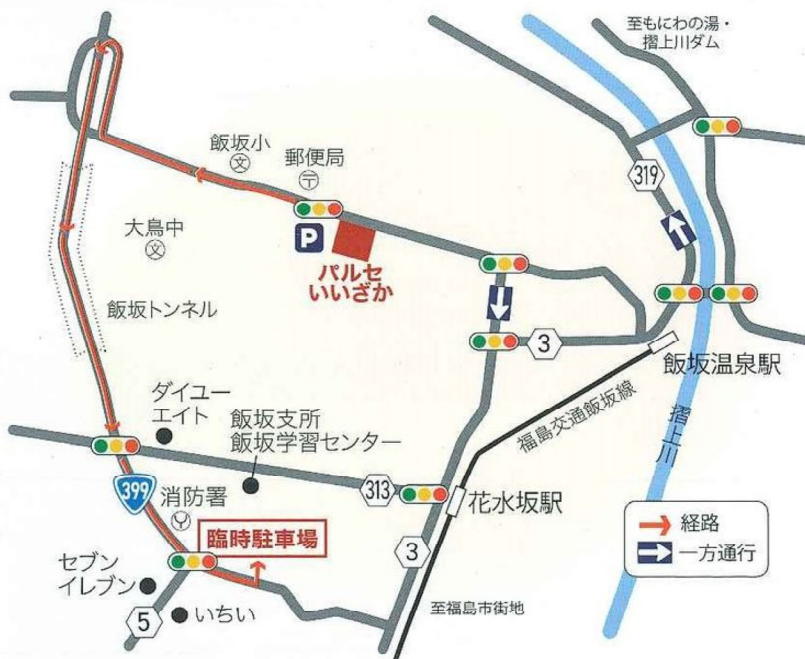 至もにわの湯・
摺上川ダム
飯坂小
文
郵便局
〒
319
大鳥中
文
P
パルセ
いいざか
飯坂トンネル
3
飯坂温泉駅
ダイユー
エイト
飯坂支所
飯坂学習センター
福島交通飯坂線
摺上川
399
消防署
313
花水坂駅
臨時駐車場
3
経路
一方通行
セブン
イレブン
5
いちい
至福島市街地